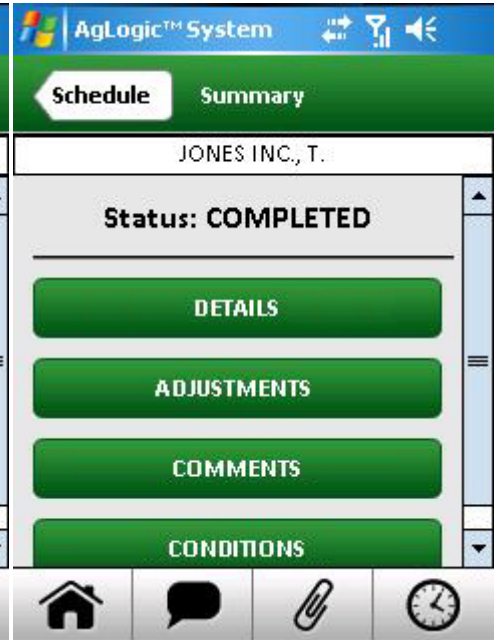 AgLogic™ System
Schedule
Summary
JONES INC., T.
Status: COMPLETED
DETAILS
ADJUSTMENTS
COMMENTS
CONDITIONS